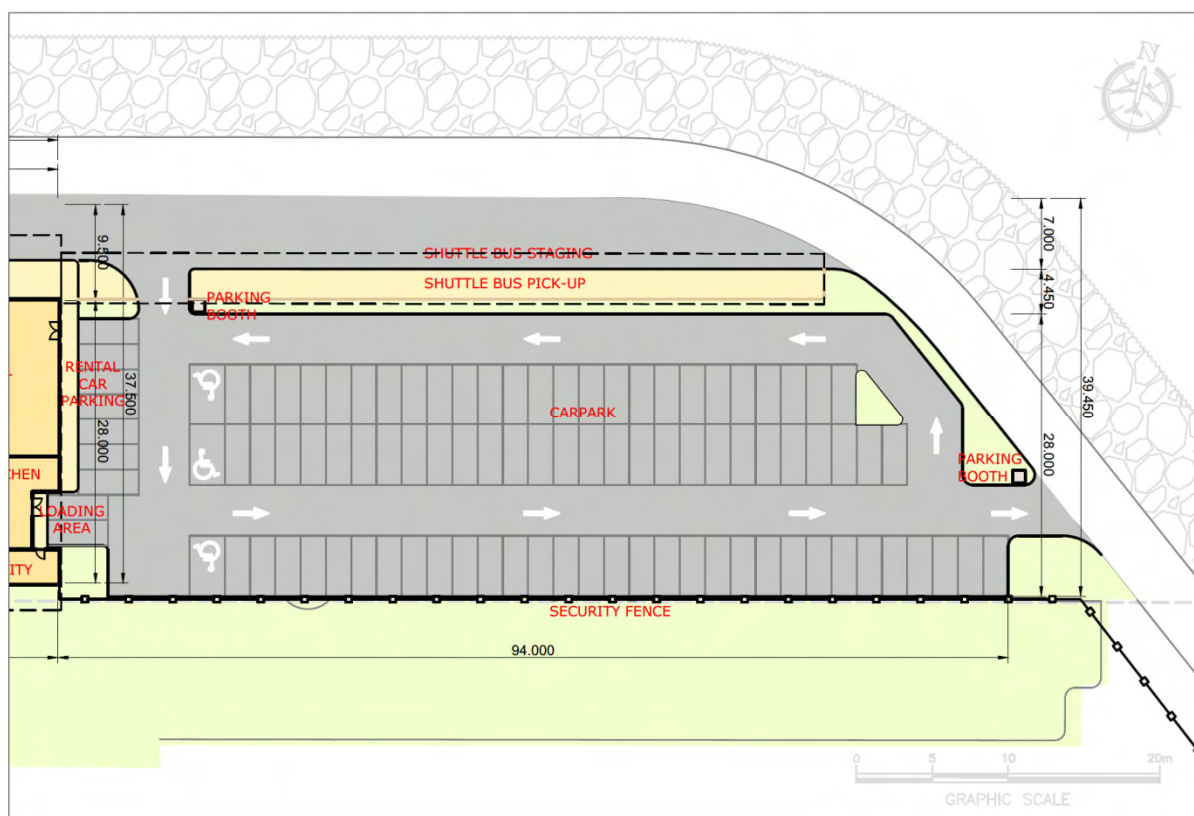 N
SHUTTLE BUS STAGING
SHUTTLE BUS PICK-UP
PARKING
BOOTH
9.500
7.000
4.450
RENTAL
CAR
PARKING
37.500
28.000
CARPARK
39.450
28.000
PARKING
BOOTH
CHEN
LOADING
AREA
ITY
SECURITY FENCE
94.000
0 5 10 20m
GRAPHIC SCALE